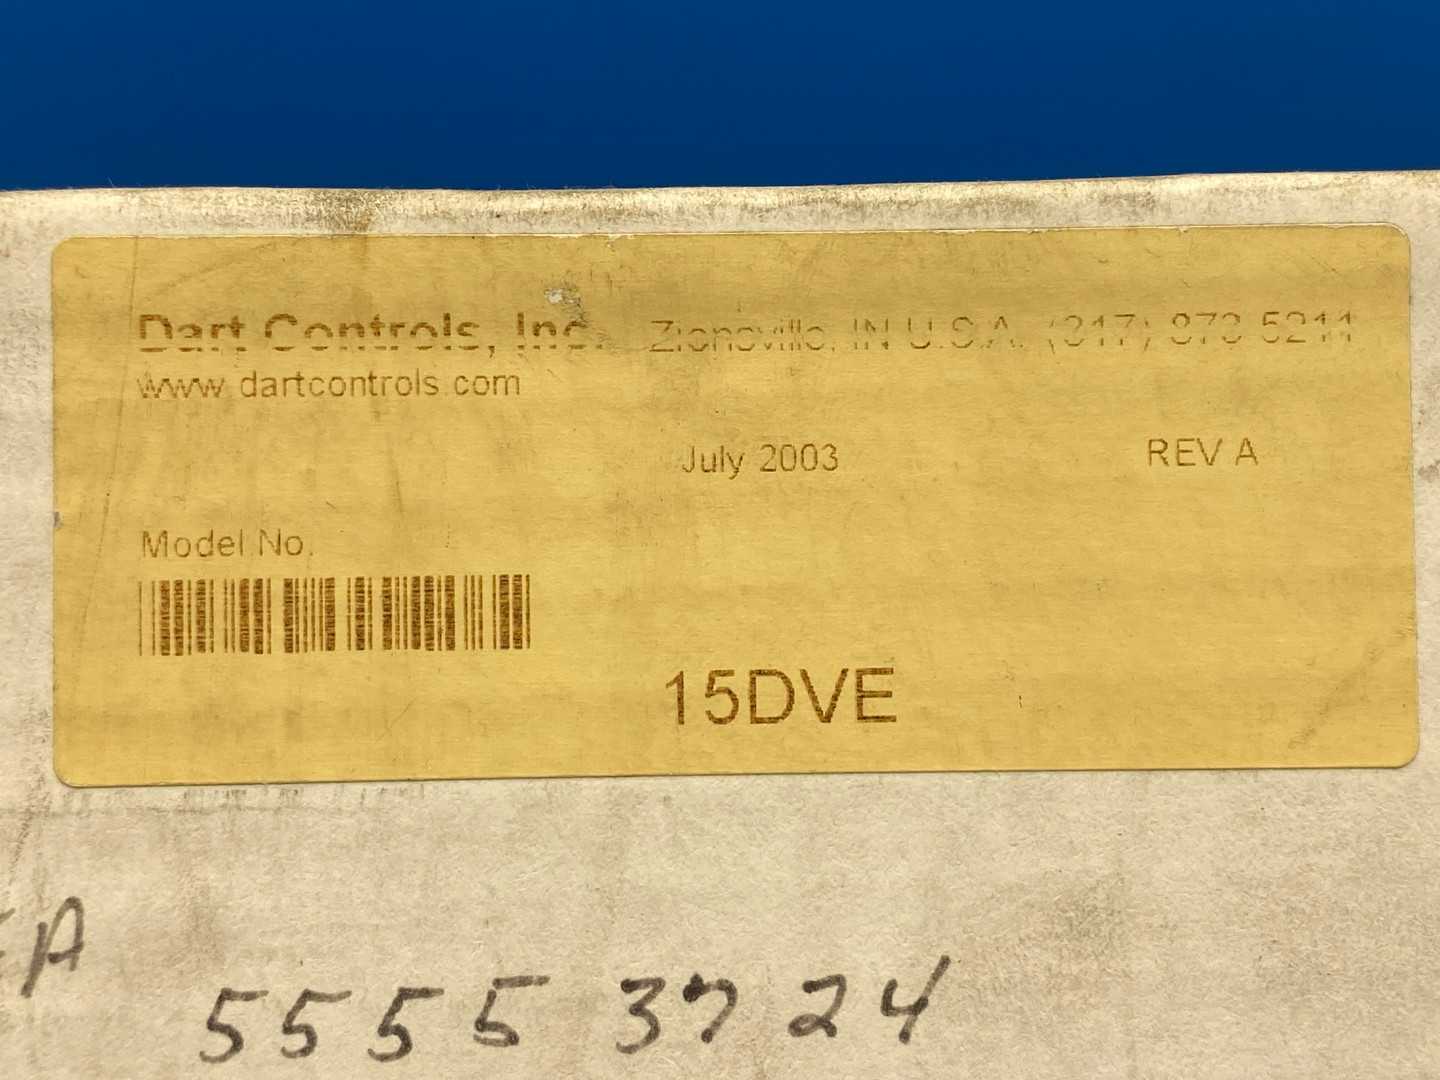 Dart Controls, Inc. Zionsville, IN U.S.A. (317) 873-5211
www.dartcontrols.com
July 2003 REV A
Model No.
15DVE
5555 3724